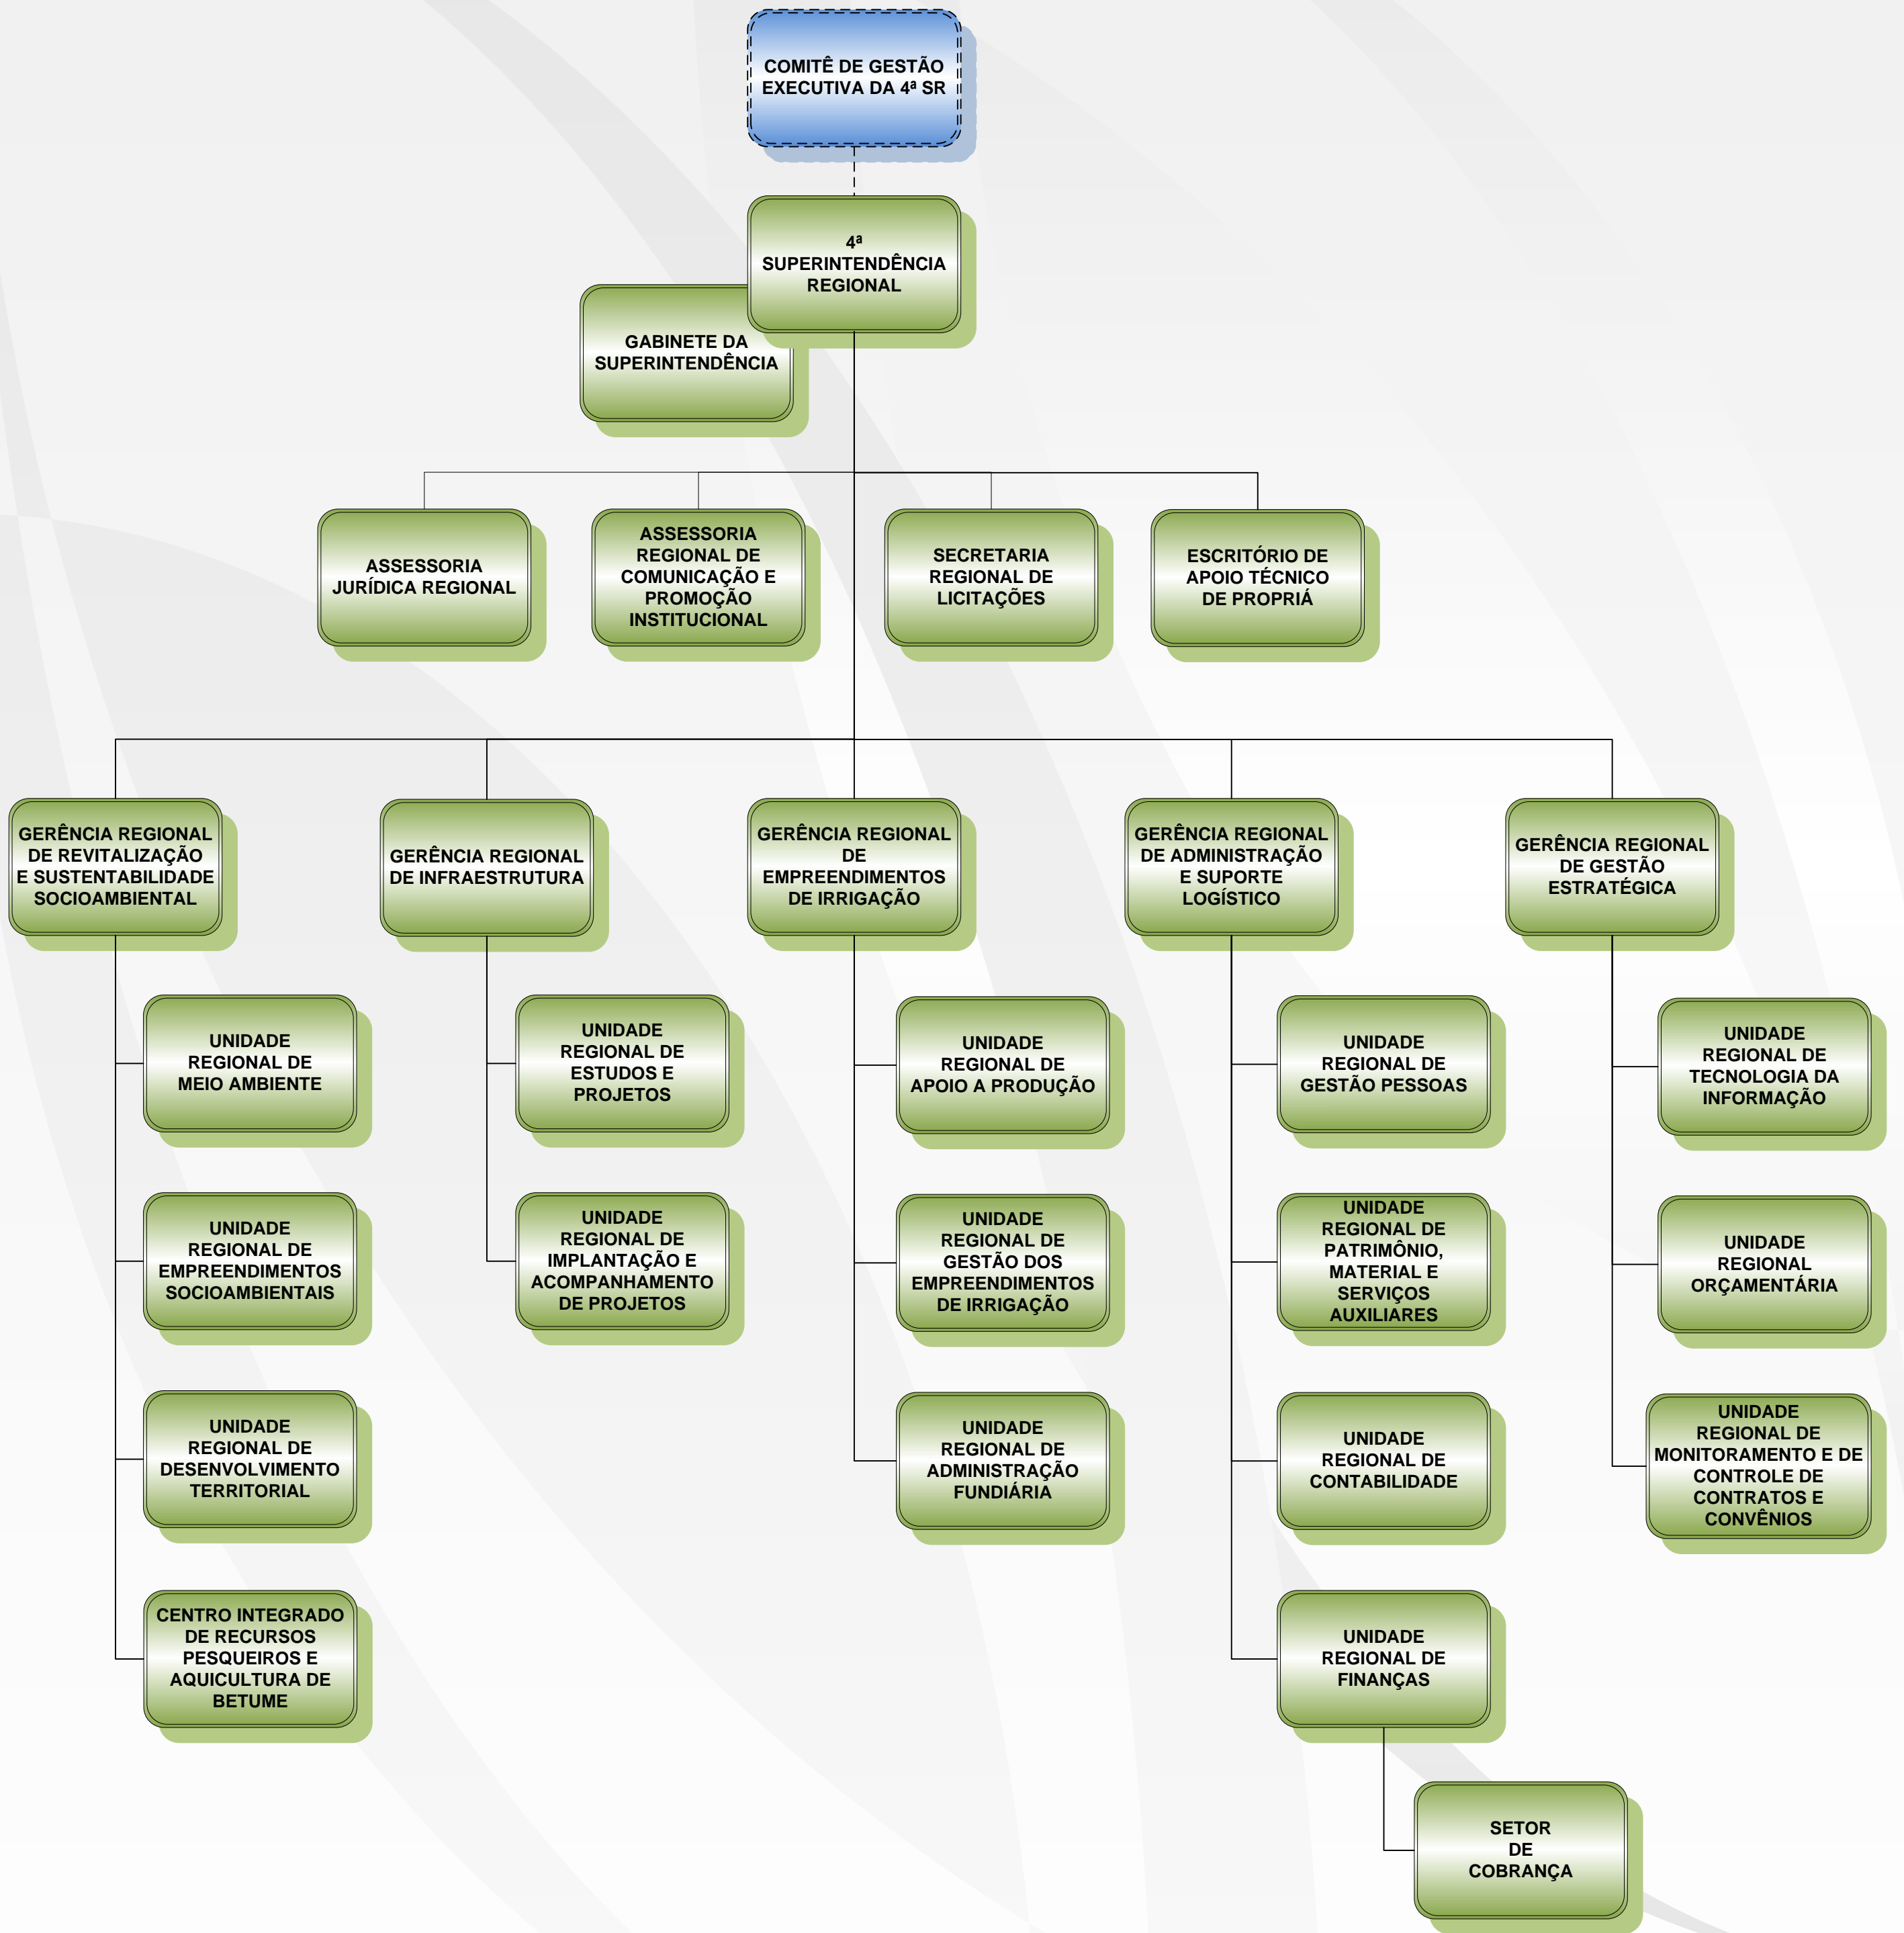 COMITÊ DE GESTÃO
EXECUTIVA DA 4ª SR
4ª
SUPERINTENDÊNCIA
REGIONAL
GABINETE DA
SUPERINTENDÊNCIA
ASSESSORIA
JURÍDICA REGIONAL
ASSESSORIA
REGIONAL DE
COMUNICAÇÃO E
PROMOÇÃO
INSTITUCIONAL
SECRETARIA
REGIONAL DE
LICITAÇÕES
ESCRITÓRIO DE
APOIO TÉCNICO
DE PROPRIÁ
GERÊNCIA REGIONAL
DE REVITALIZAÇÃO
E SUSTENTABILIDADE
SOCIOAMBIENTAL
GERÊNCIA REGIONAL
DE INFRAESTRUTURA
GERÊNCIA REGIONAL
DE
EMPREENDIMENTOS
DE IRRIGAÇÃO
GERÊNCIA REGIONAL
DE ADMINISTRAÇÃO
E SUPORTE
LOGÍSTICO
GERÊNCIA REGIONAL
DE GESTÃO
ESTRATÉGICA
UNIDADE
REGIONAL DE
MEIO AMBIENTE
UNIDADE
REGIONAL DE
ESTUDOS E
PROJETOS
UNIDADE
REGIONAL DE
APOIO A PRODUÇÃO
UNIDADE
REGIONAL DE
GESTÃO PESSOAS
UNIDADE
REGIONAL DE
TECNOLOGIA DA
INFORMAÇÃO
UNIDADE
REGIONAL DE
EMPREENDIMENTOS
SOCIOAMBIENTAIS
UNIDADE
REGIONAL DE
IMPLANTAÇÃO E
ACOMPANHAMENTO
DE PROJETOS
UNIDADE
REGIONAL DE
GESTÃO DOS
EMPREENDIMENTOS
DE IRRIGAÇÃO
UNIDADE
REGIONAL DE
PATRIMÔNIO,
MATERIAL E
SERVIÇOS
AUXILIARES
UNIDADE
REGIONAL
ORÇAMENTÁRIA
UNIDADE
REGIONAL DE
DESENVOLVIMENTO
TERRITORIAL
UNIDADE
REGIONAL DE
ADMINISTRAÇÃO
FUNDIÁRIA
UNIDADE
REGIONAL DE
CONTABILIDADE
UNIDADE
REGIONAL DE
MONITORAMENTO E DE
CONTROLE DE
CONTRATOS E
CONVÊNIOS
CENTRO INTEGRADO
DE RECURSOS
PESQUEIROS E
AQUICULTURA DE
BETUME
UNIDADE
REGIONAL DE
FINANÇAS
SETOR
DE
COBRANÇA